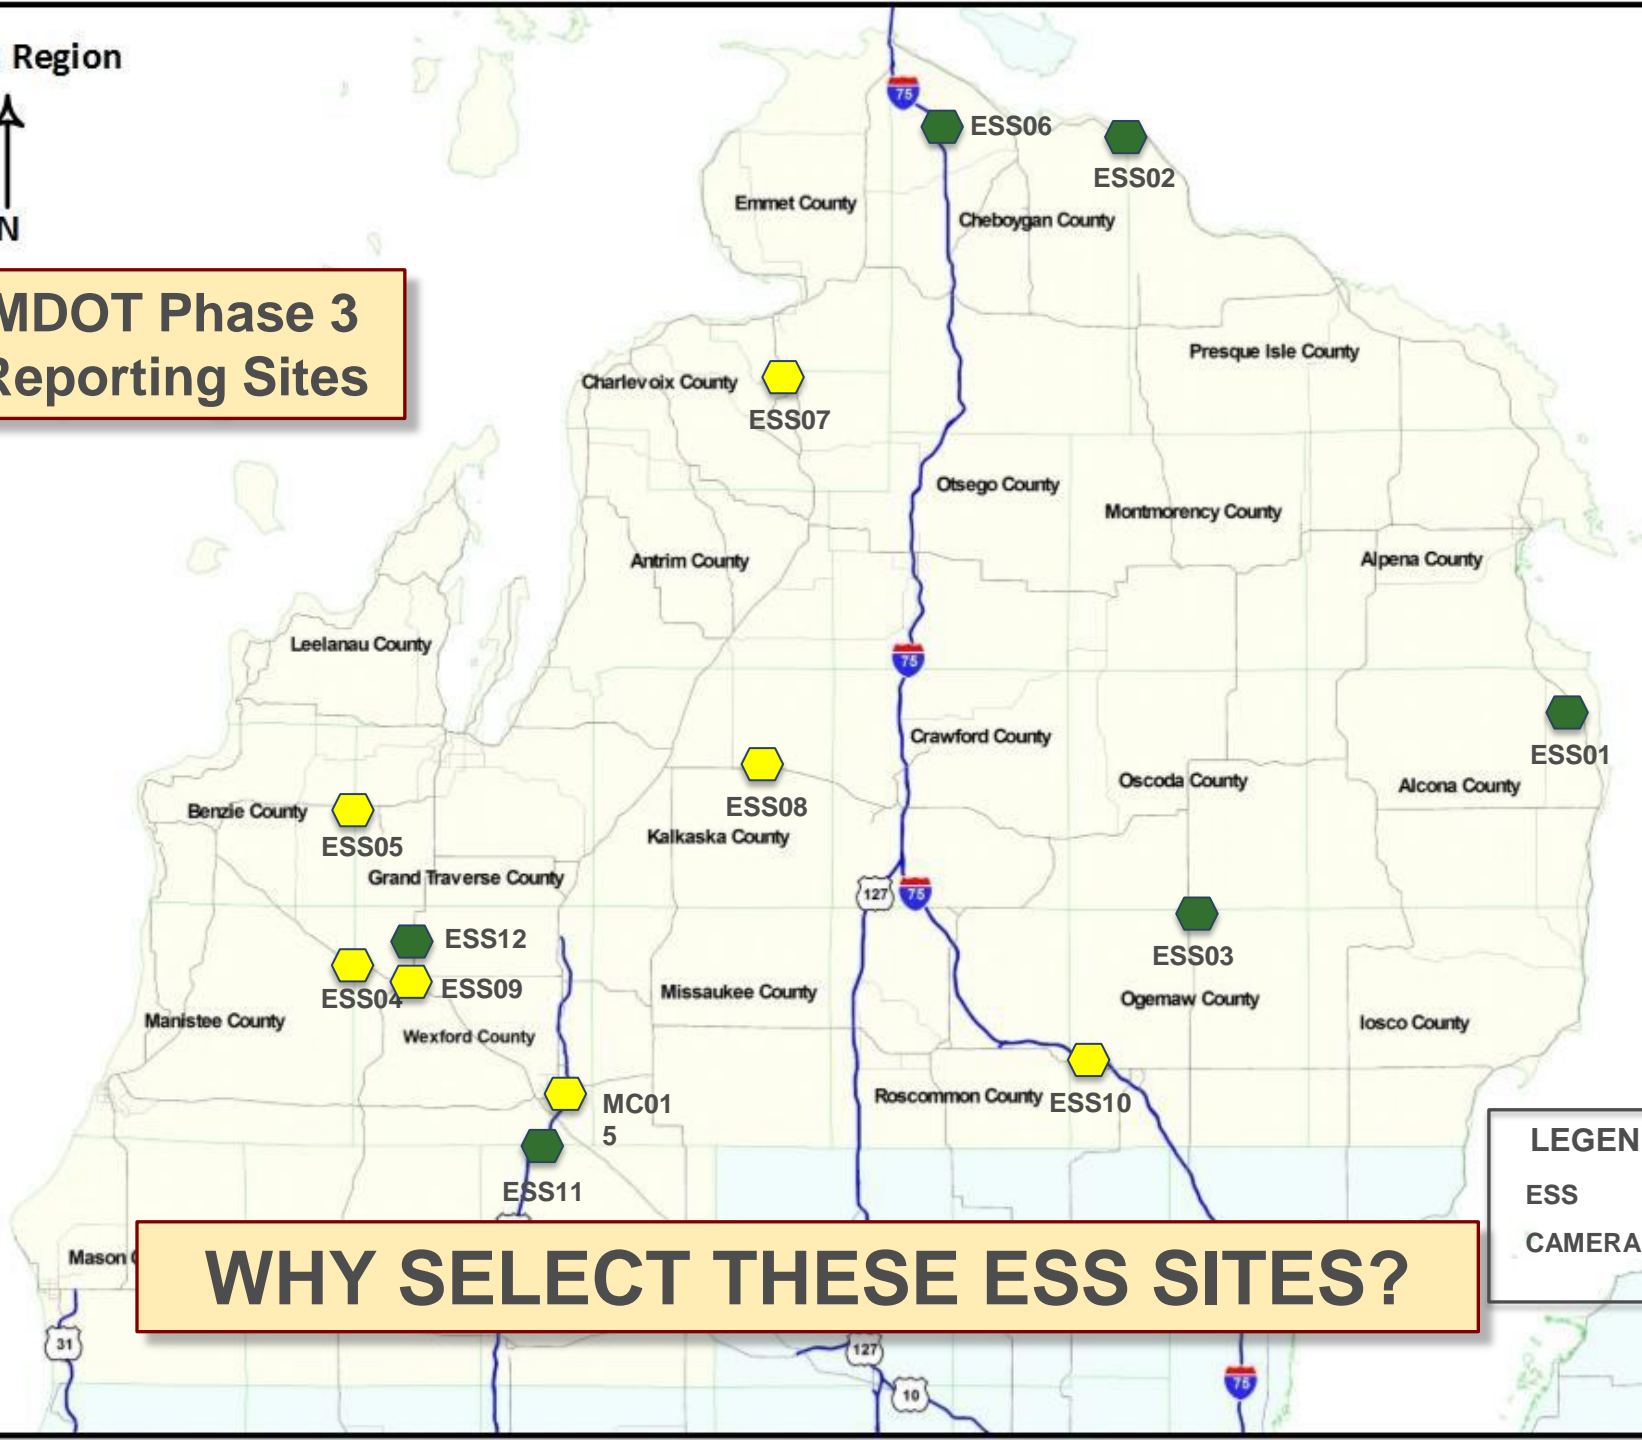 Region
N
MDOT Phase 3
Reporting Sites
75
ESS06
ESS02
Emmet County
Cheboygan County
Presque Isle County
Charlevoix County
ESS07
Otsego County
Montmorency County
Antrim County
Alpena County
Leelanau County
75
ESS01
Crawford County
Oscoda County
Alcona County
ESS08
Benzie County
ESS05
Kalkaska County
Grand Traverse County
127
75
ESS03
ESS12
ESS04
ESS09
Missaukee County
Ogemaw County
Manistee County
Wexford County
Iosco County
Roscommon County
ESS10
MC01
5
ESS11
LEGEN
ESS
CAMERA
Mason
WHY SELECT THESE ESS SITES?
31
127
75
10